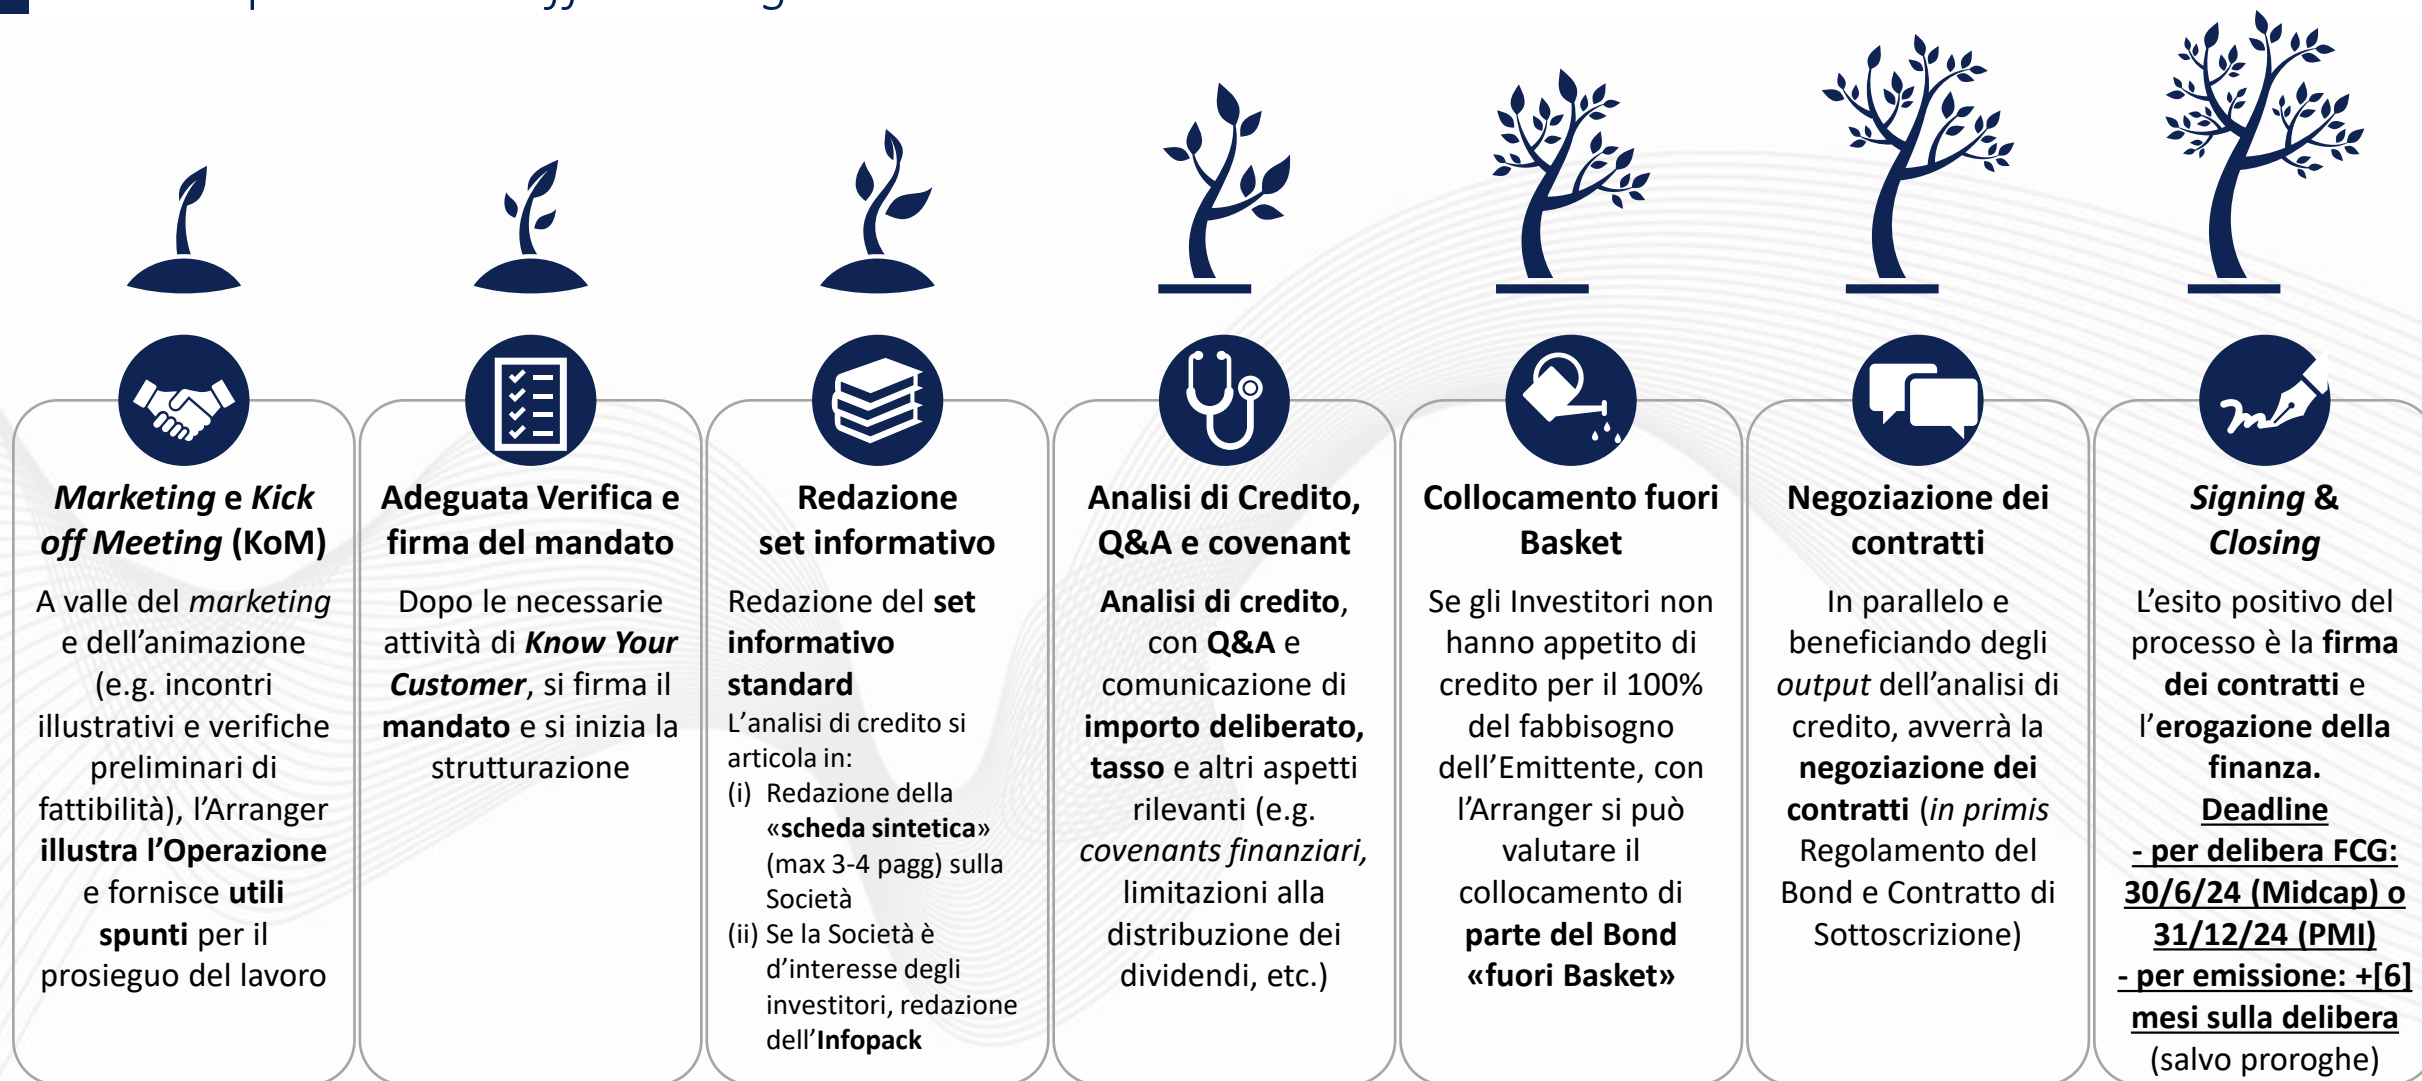 Marketing e Kick
off Meeting (KoM)
A valle del marketing
e dell'animazione
(e.g. incontri
illustrativi e verifiche
preliminari di
fattibilità), l'Arranger
illustra l'Operazione
e fornisce utili
spunti per il
prosieguo del lavoro
Adeguata Verifica e
firma del mandato
Dopo le necessarie
attività di Know Your
Customer, si firma il
mandato e si inizia la
strutturazione
Redazione
set informativo
Redazione del set
informativo
standard
L'analisi di credito si
articola in:
(i) Redazione della
«scheda sintetica»
(max 3-4 pagg) sulla
Società
(ii) Se la Società è
d'interesse degli
investitori, redazione
dell'Infopack
Analisi di Credito,
Q&A e covenant
Analisi di credito,
con Q&A e
comunicazione di
importo deliberato,
tasso e altri aspetti
rilevanti (e.g.
covenants finanziari,
limitazioni alla
distribuzione dei
dividendi, etc.)
Collocamento fuori
Basket
Se gli Investitori non
hanno appetito di
credito per il 100%
del fabbisogno
dell'Emittente, con
l'Arranger si può
valutare il
collocamento di
parte del Bond
«fuori Basket»
Negoziazione dei
contratti
In parallelo e
beneficiando degli
output dell'analisi di
credito, avverrà la
negoziazione dei
contratti (in primis
Regolamento del
Bond e Contratto di
Sottoscrizione)
Signing &
Closing
L'esito positivo del
processo è la firma
dei contratti e
l'erogazione della
finanza.
Deadline
- per delibera FCG:
30/6/24 (Midcap) o
31/12/24 (PMI)
- per emissione: +[6]
mesi sulla delibera
(salvo proroghe)